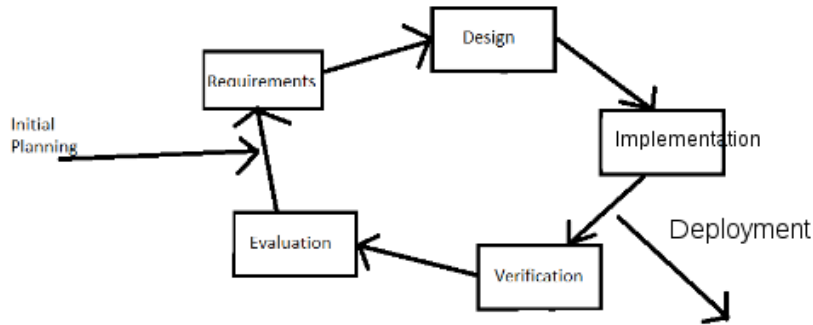 Design
Requirements
Initial
Planning
Implementation
Evaluation
Deployment
Verification